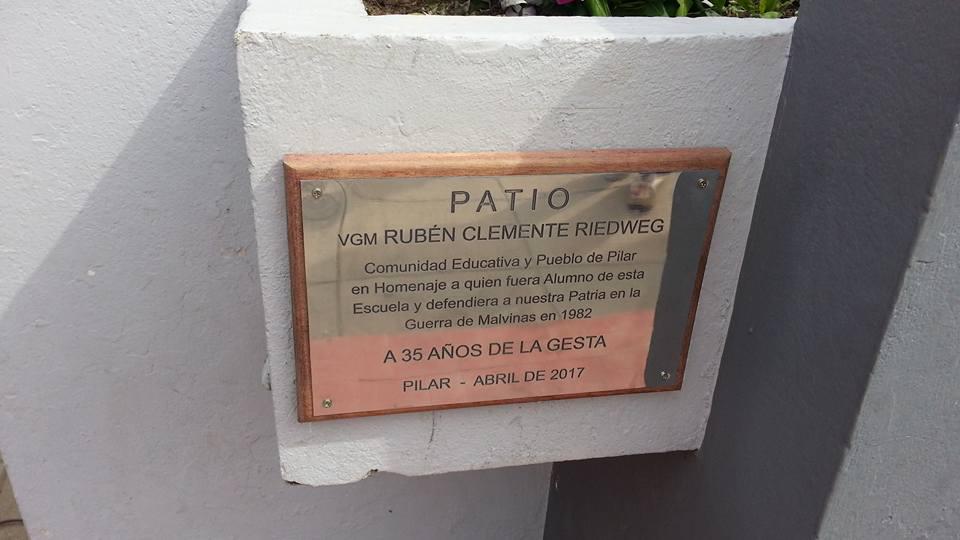 PATIO
VGM RUBÉN CLEMENTE RIEDWEG
Comunidad Educativa y Pueblo de Pilar
en Homenaje a quien fuera Alumno de esta
Escuela y defendiera a nuestra Patria en la
Guerra de Malvinas en 1982
A 35 AÑOS DE LA GESTA
PILAR - ABRIL DE 2017